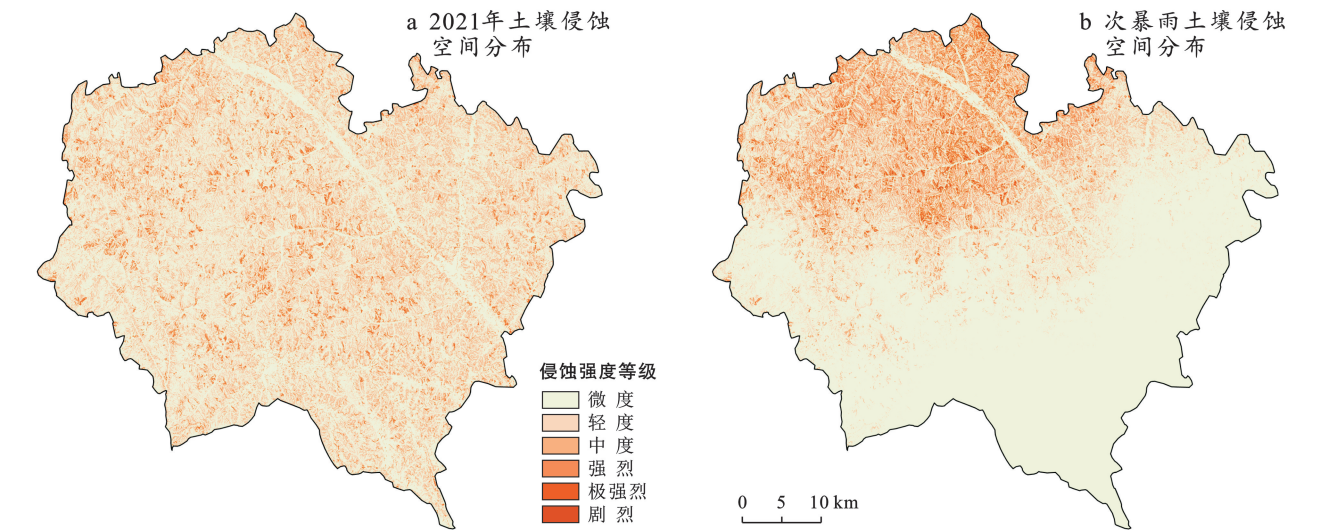 a 2021年土壤侵蚀
空间分布
b 次暴雨土壤侵蚀
空间分布
侵蚀强度等级
微度
轻度
中度
强烈
极强烈
剧烈
0 5 10 km